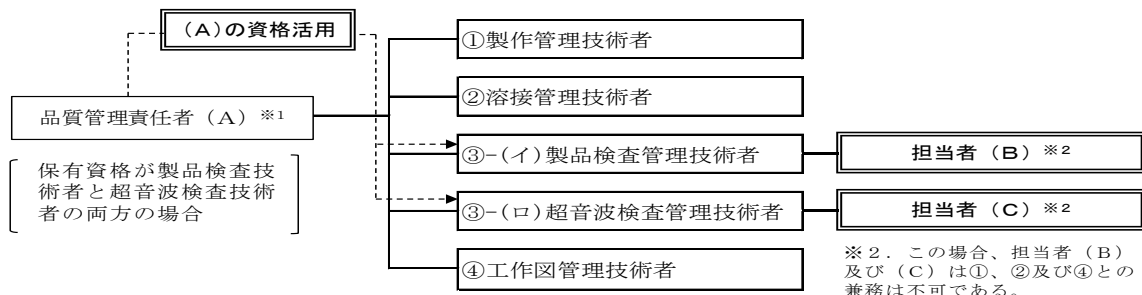 (A)の資格活用
①製作管理技術者
②溶接管理技術者
品質管理責任者(A)※1
③-(イ)製品検査管理技術者
担当者(B)※2
保有資格が製品検査技
術者と超音波検査技術
者の両方の場合
③-(ロ)超音波検査管理技術者
担当者(C)※2
④工作図管理技術者
※2.この場合、担当者(B)
及び(C)は①、②及び④との
兼務は不可である。